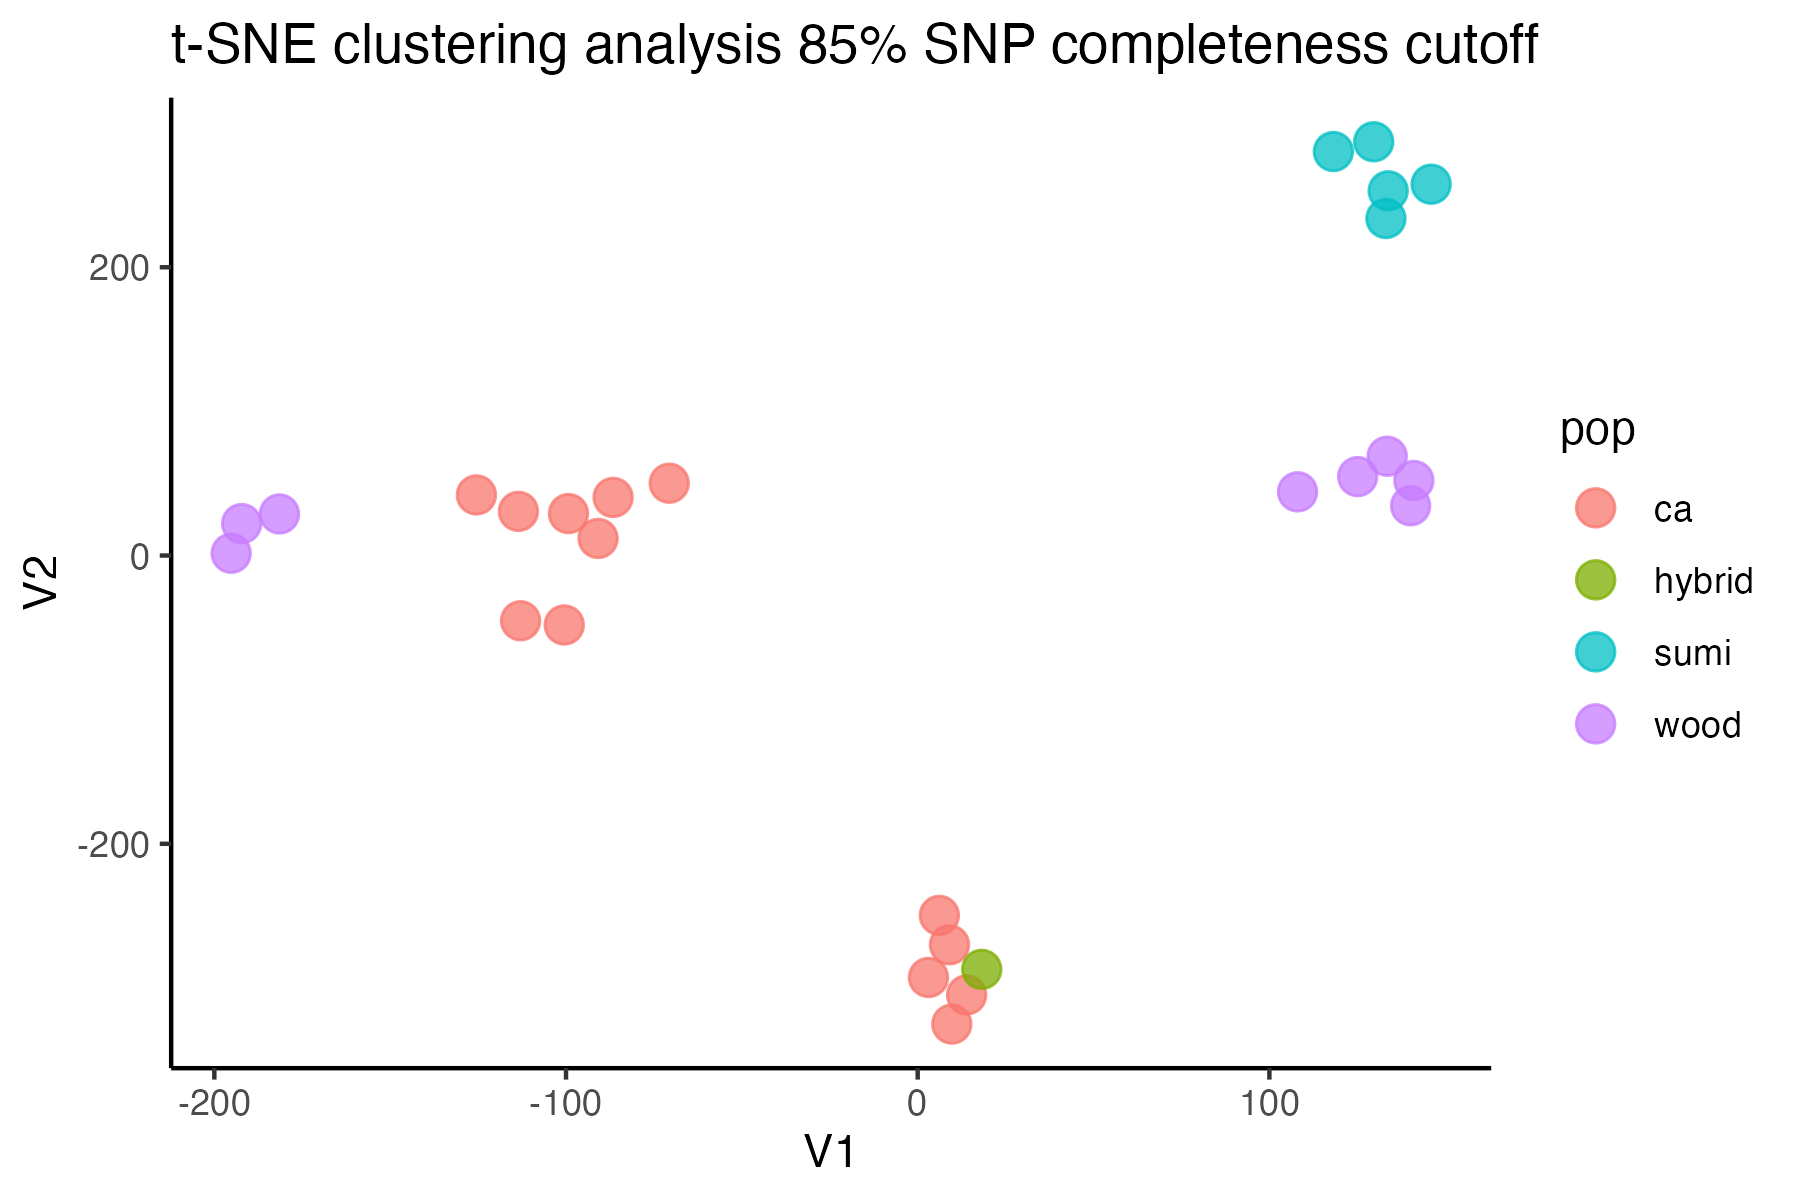 t-SNE clustering analysis 85% SNP completeness cutoff
V2
200
0
-200
-200
-100
0
100
V1
pop
ca
hybrid
sumi
wood